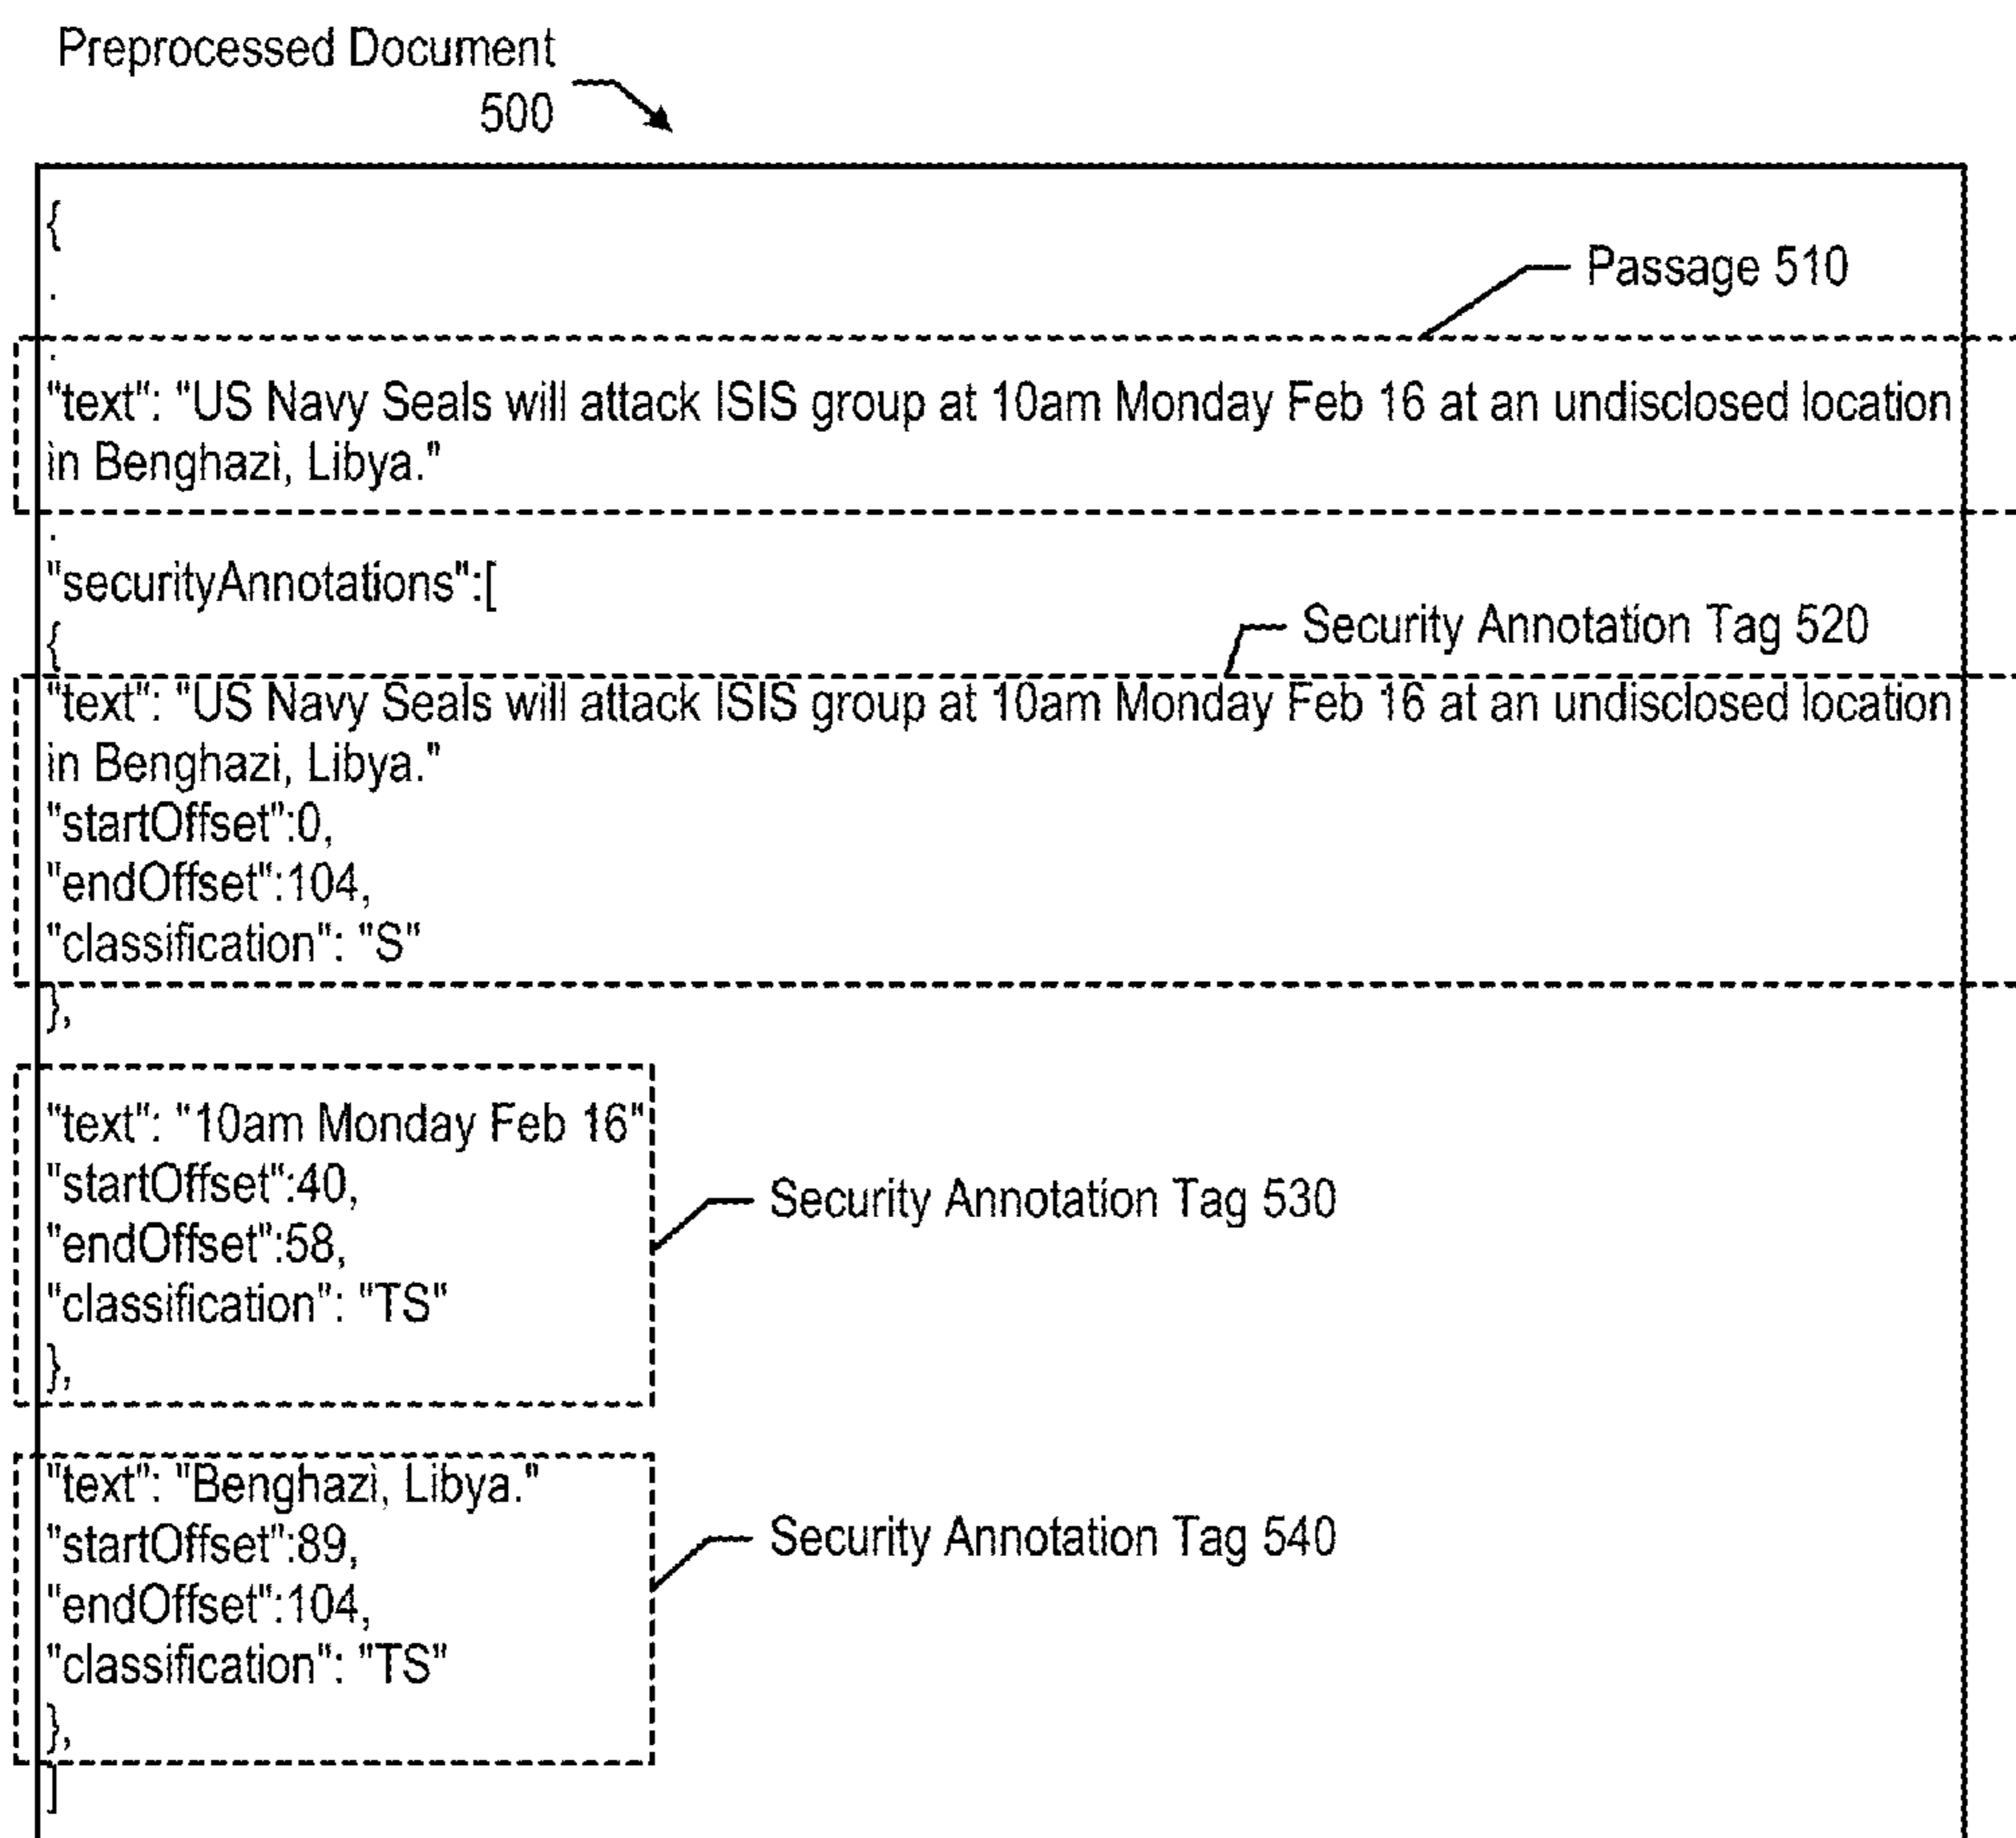 Preprocessed Document
500
{
.
Passage 510
.
"text": "US Navy Seals will attack ISIS group at 10am Monday Feb 16 at an undisclosed location
in Benghazi, Libya."
.
"securityAnnotations":[
{
Security Annotation Tag 520
"text": "US Navy Seals will attack ISIS group at 10am Monday Feb 16 at an undisclosed location
in Benghazi, Libya."
"startOffset":0,
"endOffset":104,
"classification": "S"
},
"text": "10am Monday Feb 16"
"startOffset":40,
"endOffset":58,
"classification": "TS"
},
Security Annotation Tag 530
"text": "Benghazi, Libya."
"startOffset":89,
"endOffset":104,
"classification": "TS"
},
Security Annotation Tag 540
]